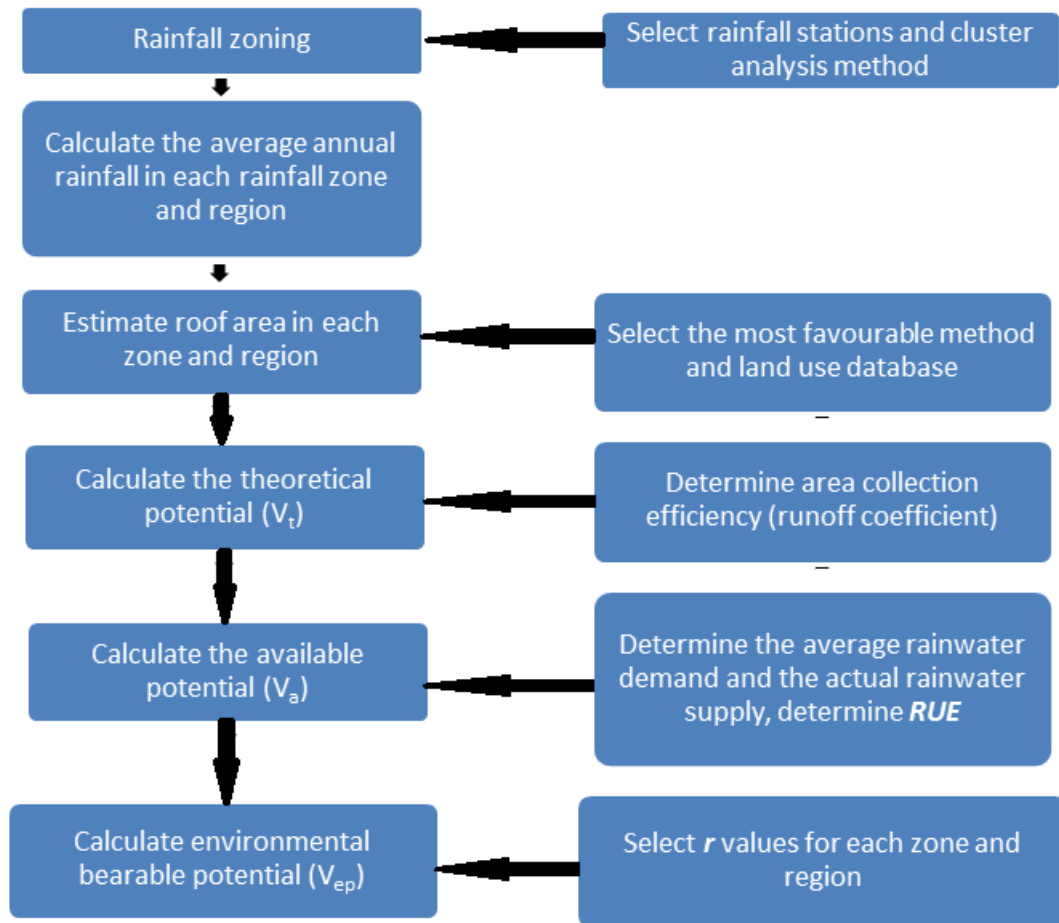 Rainfall zoning
Select rainfall stations and cluster
analysis method
Calculate the average annual
rainfall in each rainfall zone
and region
Estimate roof area in each
zone and region
Select the most favourable method
and land use database
Calculate the theoretical
potential (Vt)
Determine area collection
efficiency (runoff coefficient)
Calculate the available
potential (Va)
Determine the average rainwater
demand and the actual rainwater
supply, determine RUE
Calculate environmental
bearable potential (Vep)
Select r values for each zone and
region